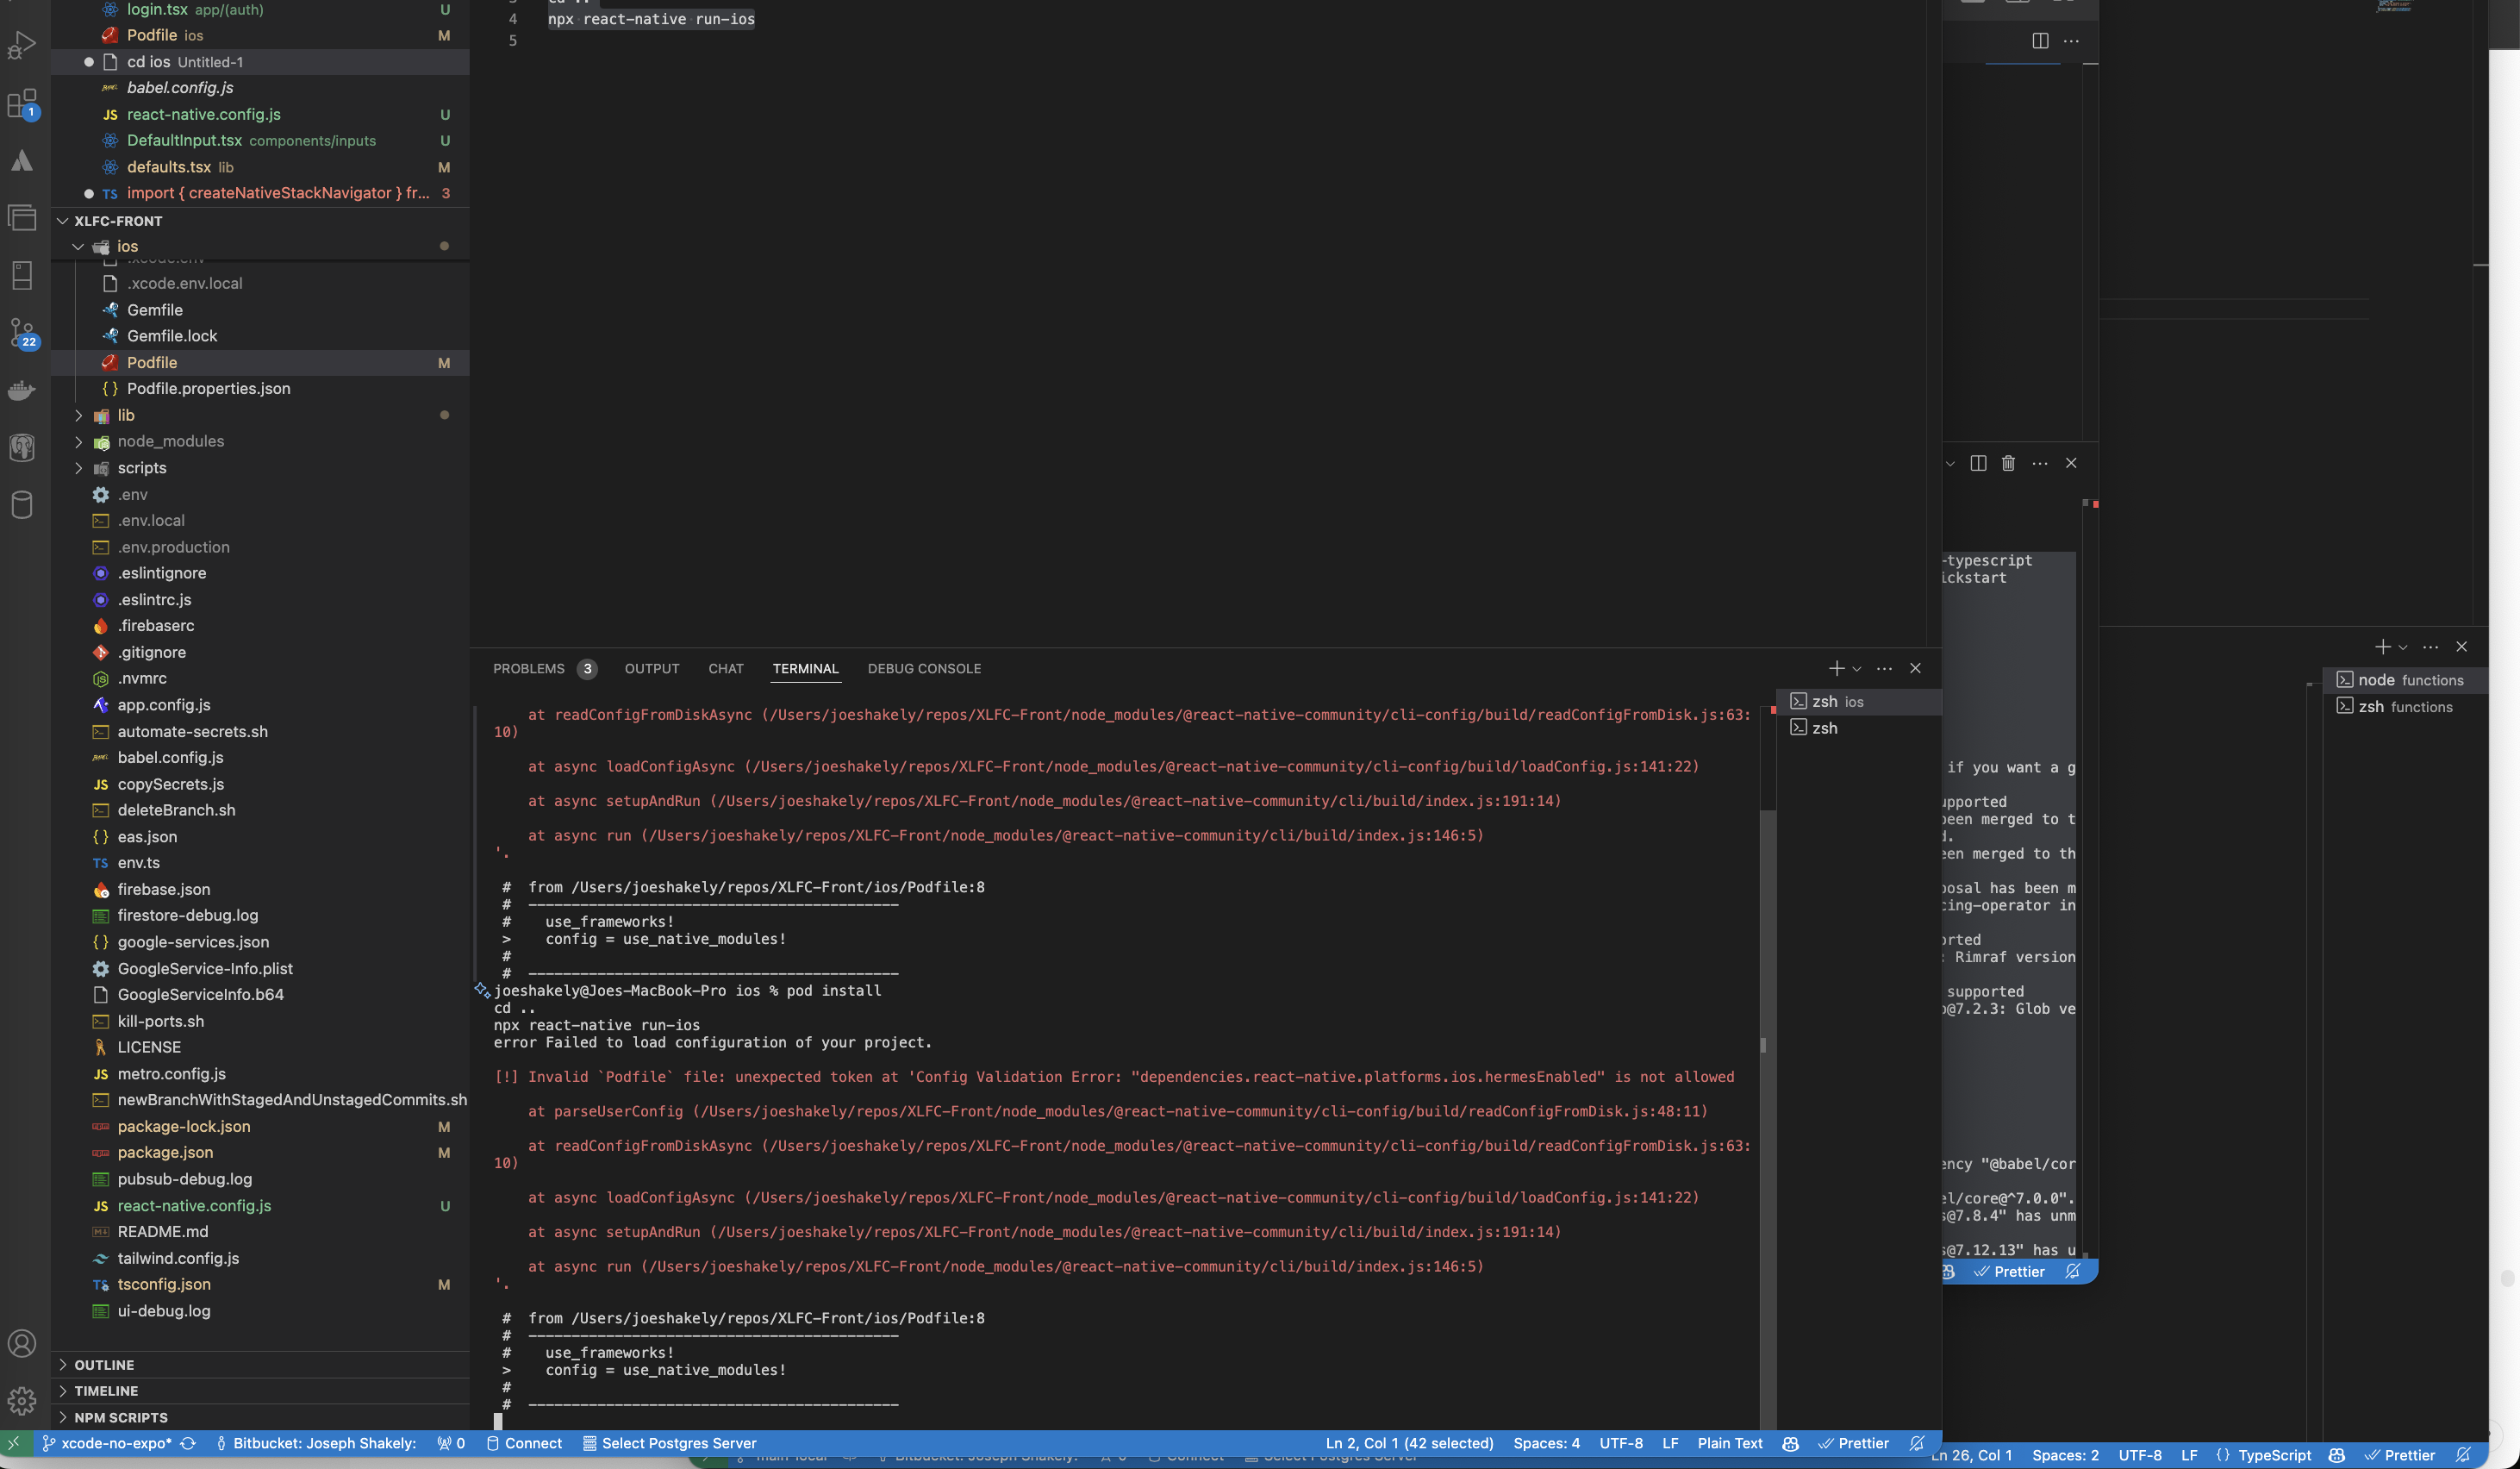 login.tsx app/(auth) U
Podfile ios M
cd ios Untitled-1
babel.config.js
JS react-native.config.js U
DefaultInput.tsx components/inputs U
defaults.tsx lib M
TS import { createNativeStackNavigator } fr... 3
XLFC-FRONT
ios
.xcode.env
.xcode.env.local
Gemfile
Gemfile.lock
Podfile M
{} Podfile.properties.json
lib
node_modules
scripts
.env
.env.local
.env.production
.eslintignore
.eslintrc.js
.firebaserc
.gitignore
.nvmrc
app.config.js
automate-secrets.sh
babel.config.js
JS copySecrets.js
deleteBranch.sh
{} eas.json
TS env.ts
firebase.json
firestore-debug.log
{} google-services.json
GoogleService-Info.plist
GoogleServiceInfo.b64
kill-ports.sh
LICENSE
JS metro.config.js
newBranchWithStagedAndUnstagedCommits.sh
package-lock.json M
package.json M
pubsub-debug.log
JS react-native.config.js U
README.md
tailwind.config.js
tsconfig.json M
ui-debug.log
OUTLINE
TIMELINE
NPM SCRIPTS
1
22
3 cd ..
4 npx react-native run-ios
5
PROBLEMS 3 OUTPUT CHAT TERMINAL DEBUG CONSOLE
at readConfigFromDiskAsync (/Users/joeshakely/repos/XLFC-Front/node_modules/@react-native-community/cli-config/build/readConfigFromDisk.js:63:
10)
at async loadConfigAsync (/Users/joeshakely/repos/XLFC-Front/node_modules/@react-native-community/cli-config/build/loadConfig.js:141:22)
at async setupAndRun (/Users/joeshakely/repos/XLFC-Front/node_modules/@react-native-community/cli/build/index.js:191:14)
at async run (/Users/joeshakely/repos/XLFC-Front/node_modules/@react-native-community/cli/build/index.js:146:5)
'.
# from /Users/joeshakely/repos/XLFC-Front/ios/Podfile:8
# -------------------------------------------
# use_frameworks!
> config = use_native_modules!
#
# -------------------------------------------
joeshakely@Joes-MacBook-Pro ios % pod install
cd ..
npx react-native run-ios
error Failed to load configuration of your project.
[!] Invalid `Podfile` file: unexpected token at 'Config Validation Error: "dependencies.react-native.platforms.ios.hermesEnabled" is not allowed
at parseUserConfig (/Users/joeshakely/repos/XLFC-Front/node_modules/@react-native-community/cli-config/build/readConfigFromDisk.js:48:11)
at readConfigFromDiskAsync (/Users/joeshakely/repos/XLFC-Front/node_modules/@react-native-community/cli-config/build/readConfigFromDisk.js:63:
10)
at async loadConfigAsync (/Users/joeshakely/repos/XLFC-Front/node_modules/@react-native-community/cli-config/build/loadConfig.js:141:22)
at async setupAndRun (/Users/joeshakely/repos/XLFC-Front/node_modules/@react-native-community/cli/build/index.js:191:14)
at async run (/Users/joeshakely/repos/XLFC-Front/node_modules/@react-native-community/cli/build/index.js:146:5)
'.
# from /Users/joeshakely/repos/XLFC-Front/ios/Podfile:8
# -------------------------------------------
# use_frameworks!
> config = use_native_modules!
#
# -------------------------------------------
zsh ios
zsh
-typescript
ickstart
if you want a g
upported
been merged to t
d.
en merged to th
posal has been m
cing-operator in
orted
: Rimraf version
supported
@7.2.3: Glob ve
ency "@babel/cor
el/core@^7.0.0".
s@7.8.4" has unm
s@7.12.13" has u
Prettier
node functions
zsh functions
xcode-no-expo* Bitbucket: Joseph Shakely: 0 Connect Select Postgres Server Ln 2, Col 1 (42 selected) Spaces: 4 UTF-8 LF Plain Text Prettier
Ln 26, Col 1 Spaces: 2 UTF-8 LF {} TypeScript Prettier